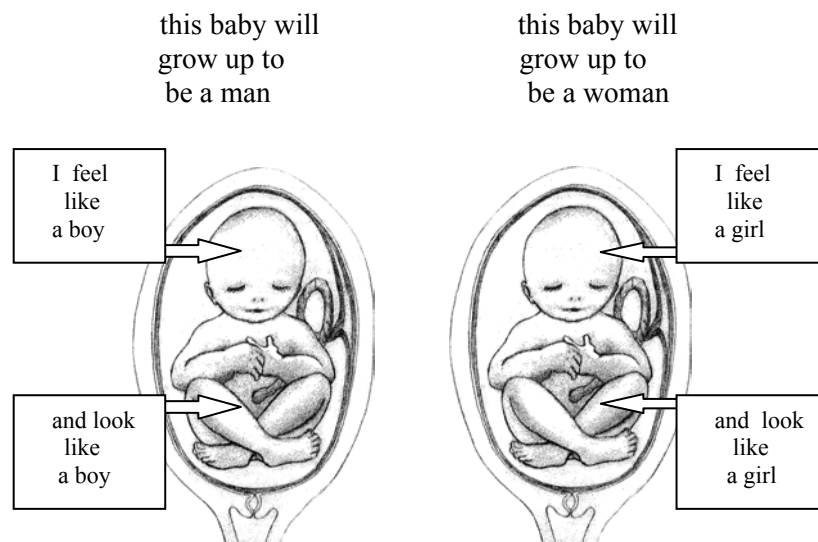 this baby will
grow up to
be a man
this baby will
grow up to
be a woman
I feel
like
a boy
I feel
like
a girl
and look
like
a boy
and look
like
a girl